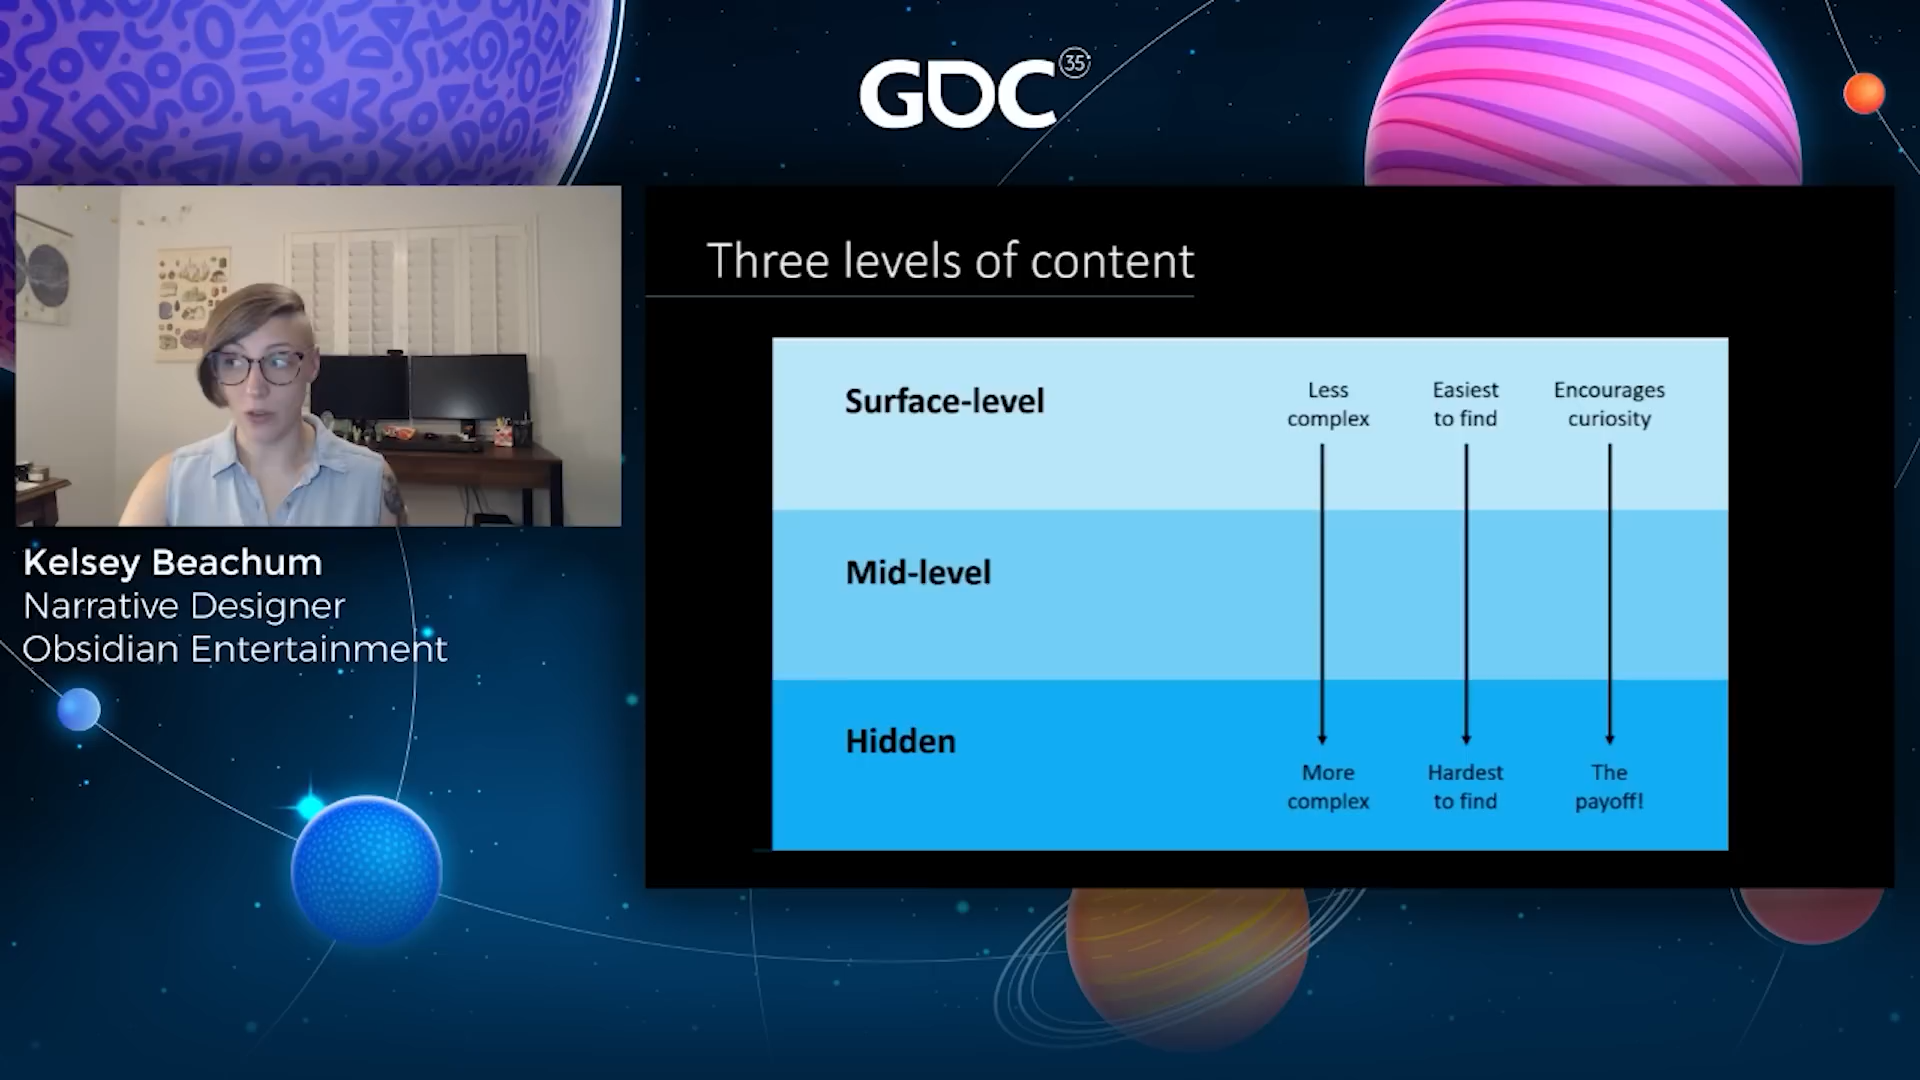 GDC 35
Three levels of content
Surface-level
Less
complex
Easiest
to find
Encourages
curiosity
Mid-level
Hidden
More
complex
Hardest
to find
The
payoff!
Kelsey Beachum
Narrative Designer
Obsidian Entertainment